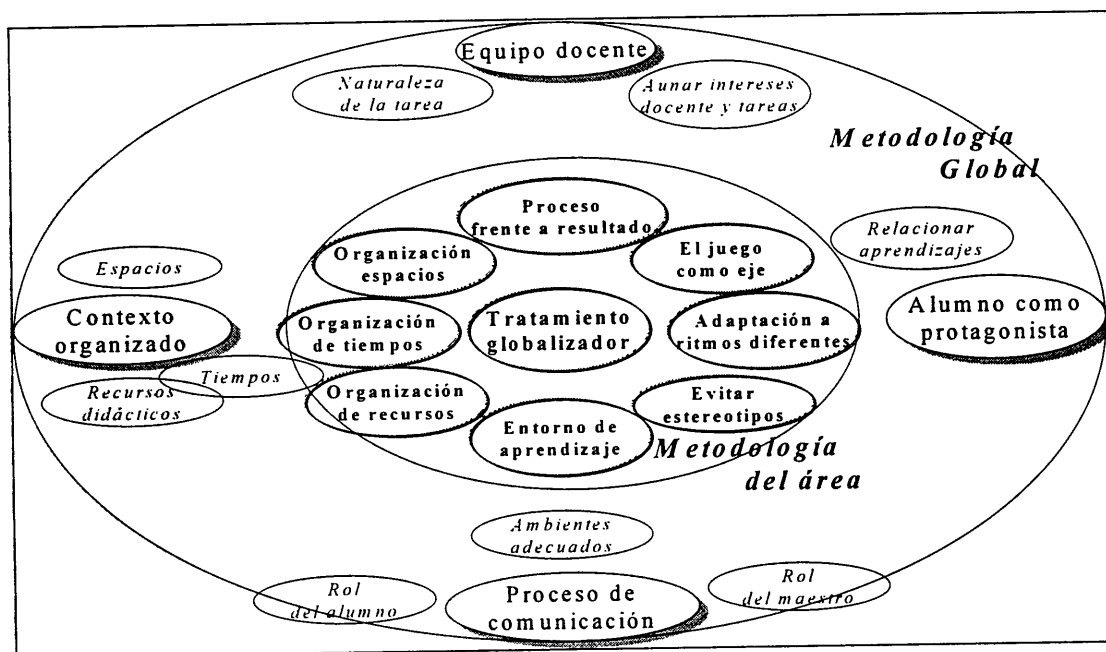 Equipo docente
Naturaleza
de la tarea
Aunar intereses
docente y tareas
Metodología
Global
Proceso
frente a resultado
Organización
espacios
El juego
como eje
Relacionar
aprendizajes
Espacios
Contexto
organizado
Organización
de tiempos
Tratamiento
globalizador
Adaptación a
ritmos diferentes
Alumno como
protagonista
Tiempos
Recursos
didácticos
Organización
de recursos
Evitar
estereotipos
Entorno de
aprendizaje
Metodología
del área
Ambientes
adecuados
Rol
del alumno
Proceso de
comunicación
Rol
del maestro